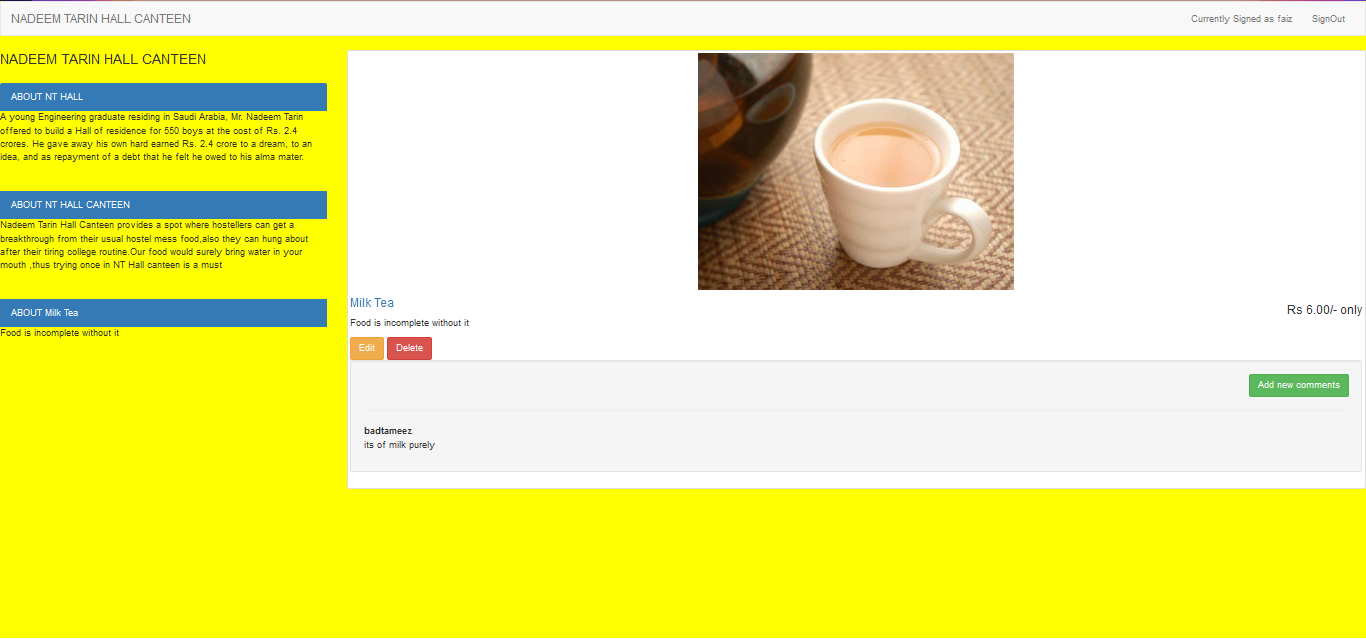 NADEEM TARIN HALL CANTEEN
Currently Signed as faiz
SignOut
NADEEM TARIN HALL CANTEEN
ABOUT NT HALL
A young Engineering graduate residing in Saudi Arabia, Mr. Nadeem Tarin
offered to build a Hall of residence for 550 boys at the cost of Rs. 2.4
crores. He gave away his own hard earned Rs. 2.4 crore to a dream, to an
idea, and as repayment of a debt that he felt he owed to his alma mater.
ABOUT NT HALL CANTEEN
Nadeem Tarin Hall Canteen provides a spot where hostellers can get a
breakthrough from their usual hostel mess food,also they can hung about
after their tiring college routine.Our food would surely bring water in your
mouth ,thus trying once in NT Hall canteen is a must
ABOUT Milk Tea
Food is incomplete without it
Milk Tea
Rs 6.00/- only
Food is incomplete without it
Edit
Delete
Add new comments
badtameez
its of milk purely